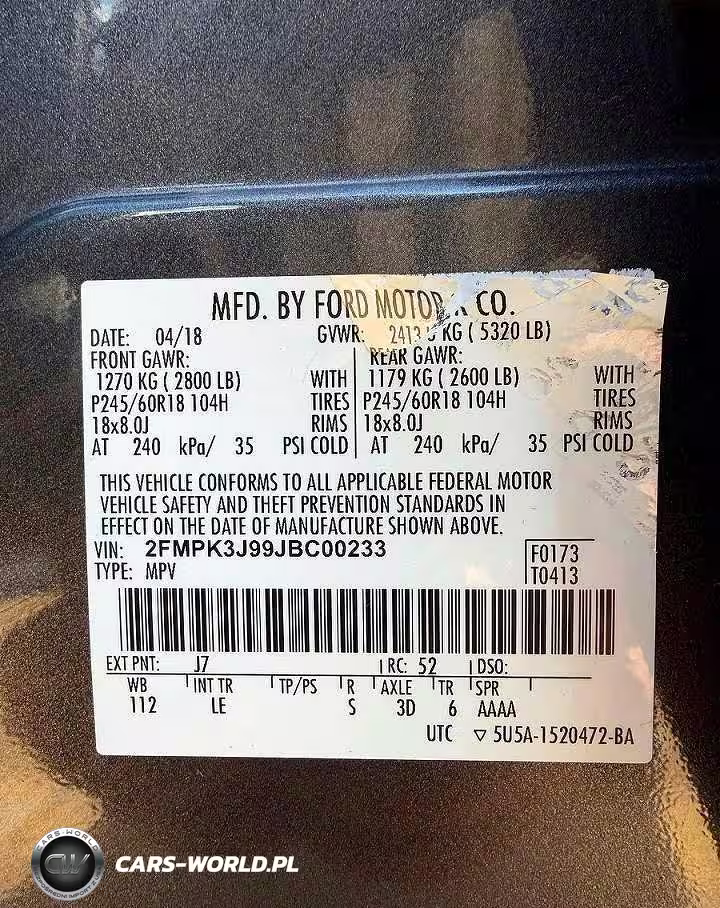 MFD. BY FORD MOTOR CO.
DATE: 04/18 GVWR: 2413 KG ( 5320 LB)
FRONT GAWR: REAR GAWR:
1270 KG ( 2800 LB) WITH 1179 KG ( 2600 LB) WITH
P245/60R18 104H TIRES P245/60R18 104H TIRES
18x8.0J RIMS 18x8.0J RIMS
AT 240 kPa/ 35 PSI COLD AT 240 kPa/ 35 PSI COLD
THIS VEHICLE CONFORMS TO ALL APPLICABLE FEDERAL MOTOR
VEHICLE SAFETY AND THEFT PREVENTION STANDARDS IN
EFFECT ON THE DATE OF MANUFACTURE SHOWN ABOVE.
VIN: 2FMPK3J99JBC00233 F0173
TYPE: MPV T0413
EXT PNT: J7 RC: 52 DSO:
WB INT TR TP/PS R AXLE TR SPR
112 LE S 3D 6 AAAA
UTC ▽ 5U5A-1520472-BA
CARS-WORLD
CW
CARS-WORLD.PL